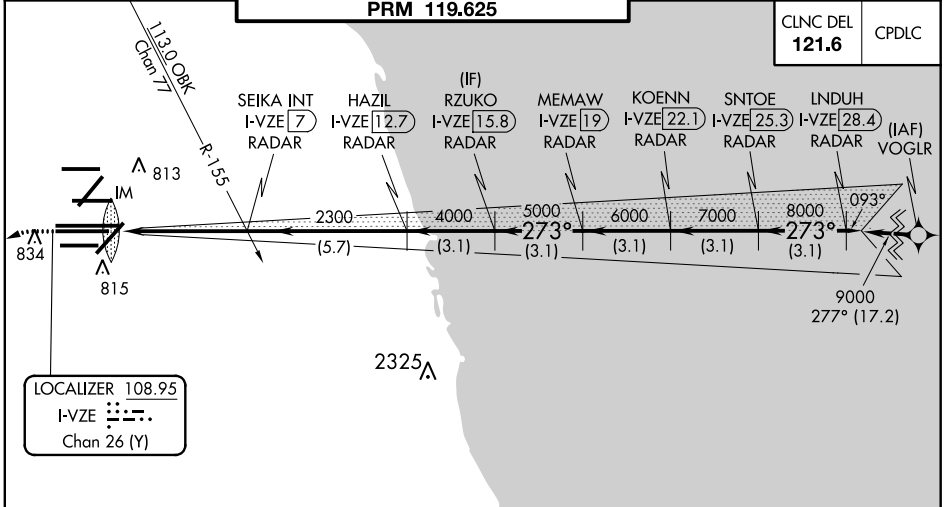 PRM 119.625
CLNC DEL
121.6
CPDLC
113.0 OBK
Chan 77
R-155
SEIKA INT
I-VZE 7
RADAR
HAZIL
I-VZE 12.7
RADAR
(IF)
RZUKO
I-VZE 15.8
RADAR
MEMAW
I-VZE 19
RADAR
KOENN
I-VZE 22.1
RADAR
SNTOE
I-VZE 25.3
RADAR
LNDUH
I-VZE 28.4
RADAR
(IAF)
VOGLR
813
IM
093°
2300
4000
5000
6000
7000
8000
273°
273°
(5.7)
(3.1)
(3.1)
(3.1)
(3.1)
(3.1)
834
815
9000
277° (17.2)
2325
LOCALIZER 108.95
I-VZE
Chan 26 (Y)